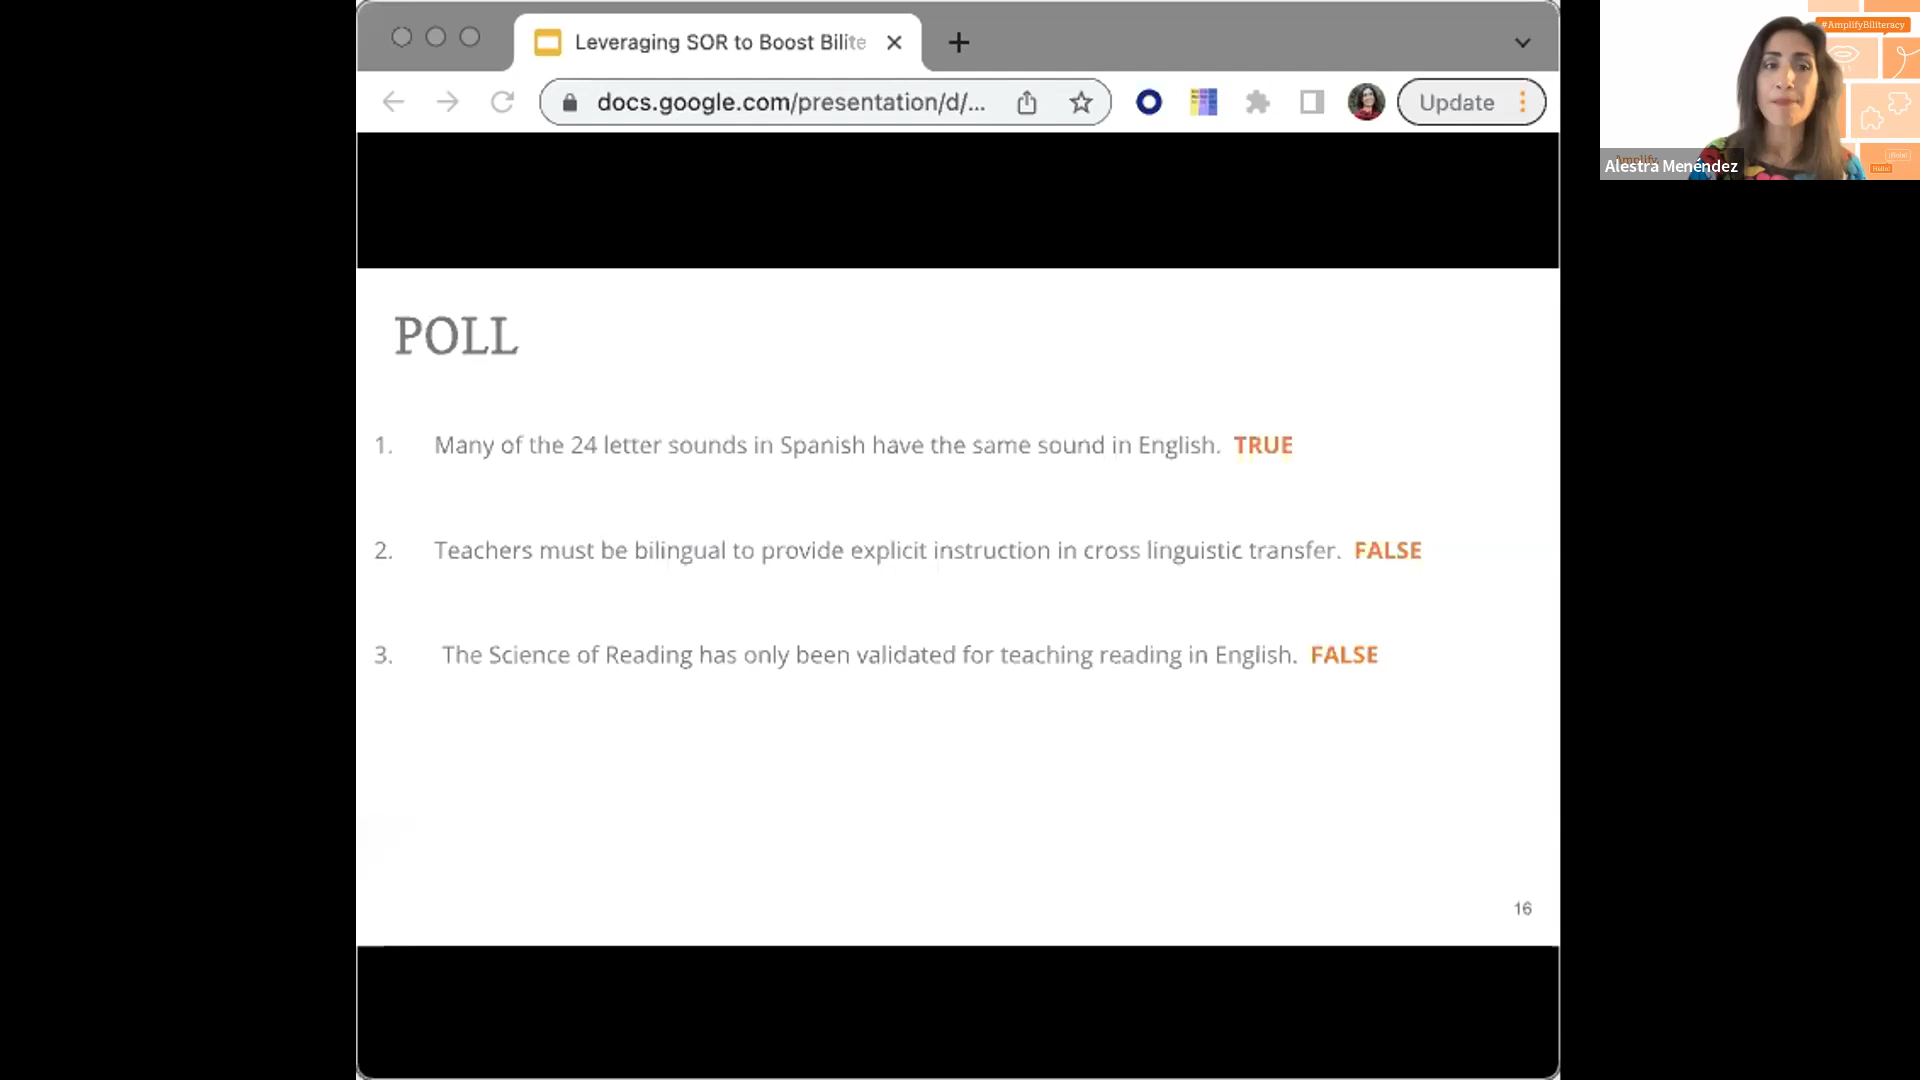 Leveraging SOR to Boost Bilite
docs.google.com/presentation/d/...
Update
#AmplifyBiliteracy
Amplify
Alestra Menéndez
¡Hola!
Hello!
POLL
1. Many of the 24 letter sounds in Spanish have the same sound in English. TRUE
2. Teachers must be bilingual to provide explicit instruction in cross linguistic transfer. FALSE
3. The Science of Reading has only been validated for teaching reading in English. FALSE
16